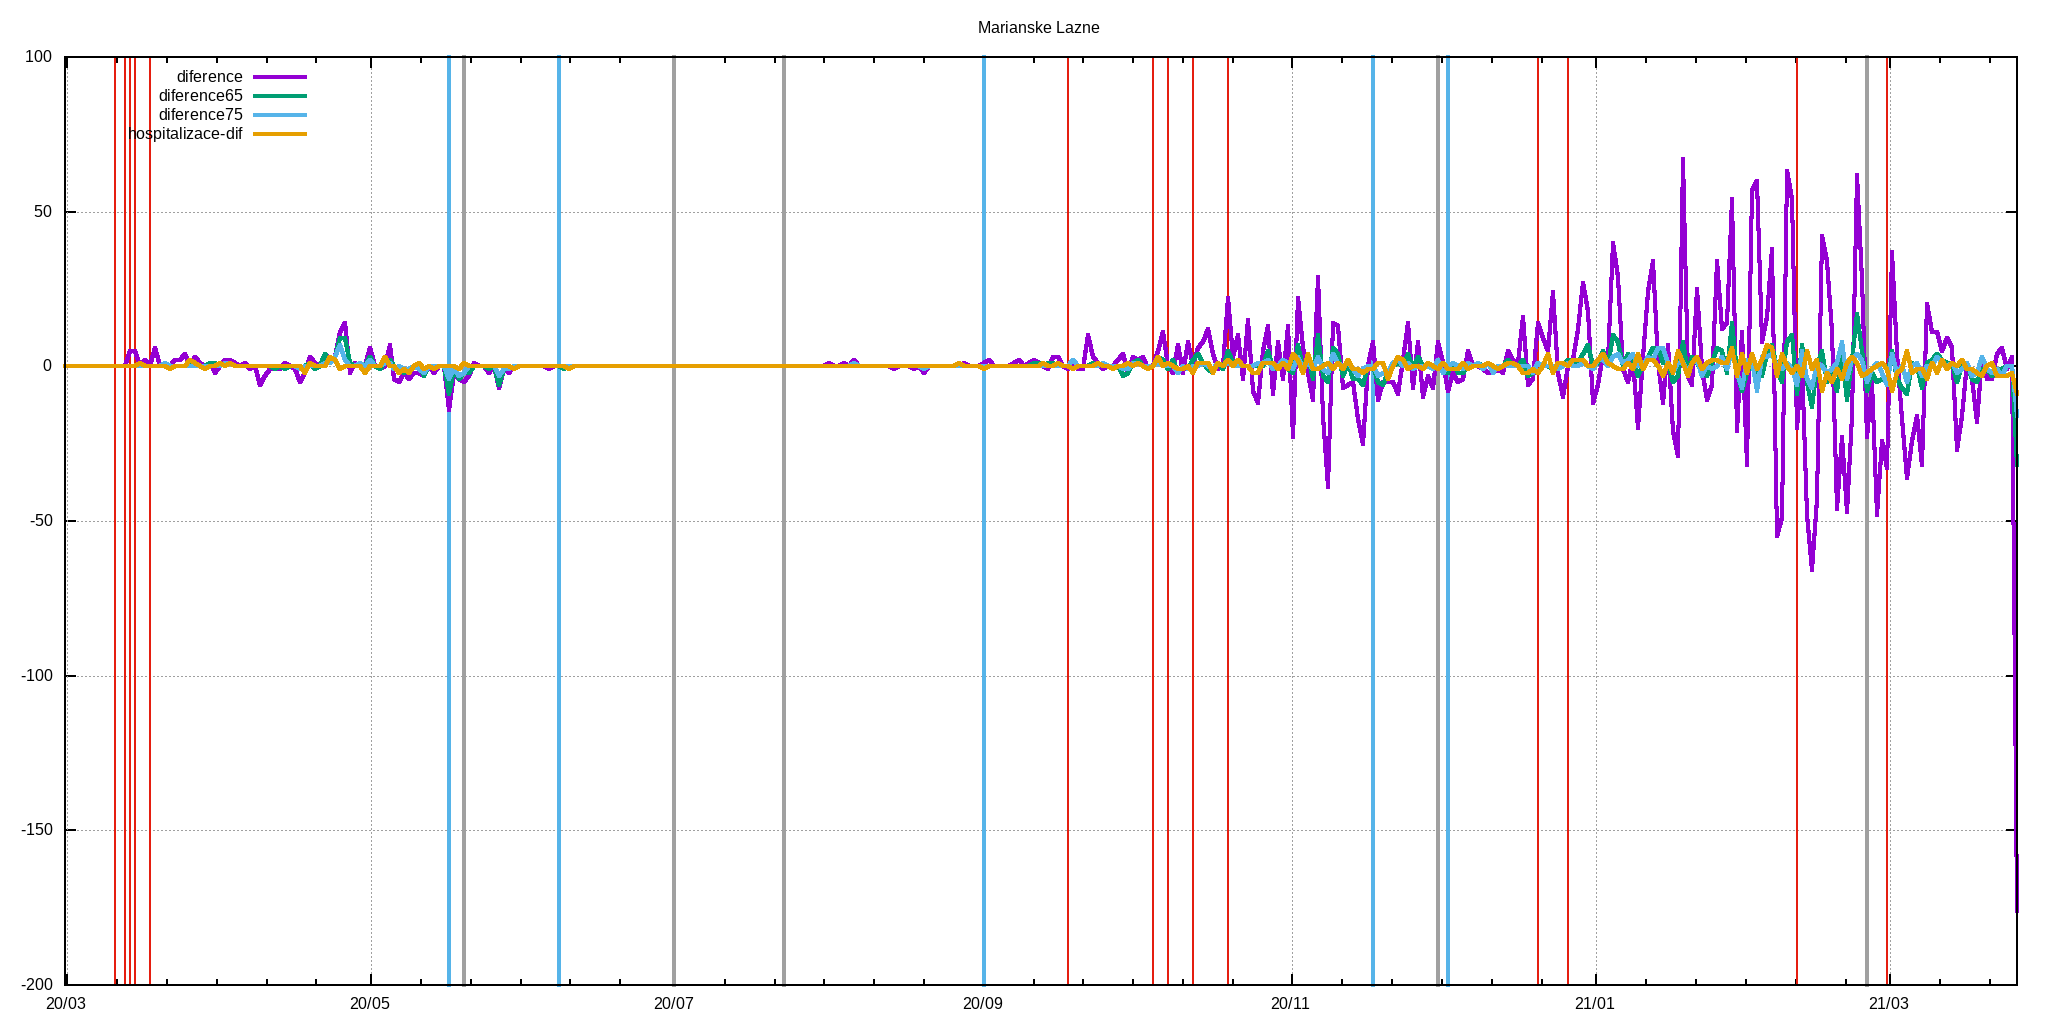 Marianske Lazne
100
diference
diference65
diference75
hospitalizace-dif
50
0
-50
-100
-150
-200
20/03 20/05 20/07 20/09 20/11 21/01 21/03